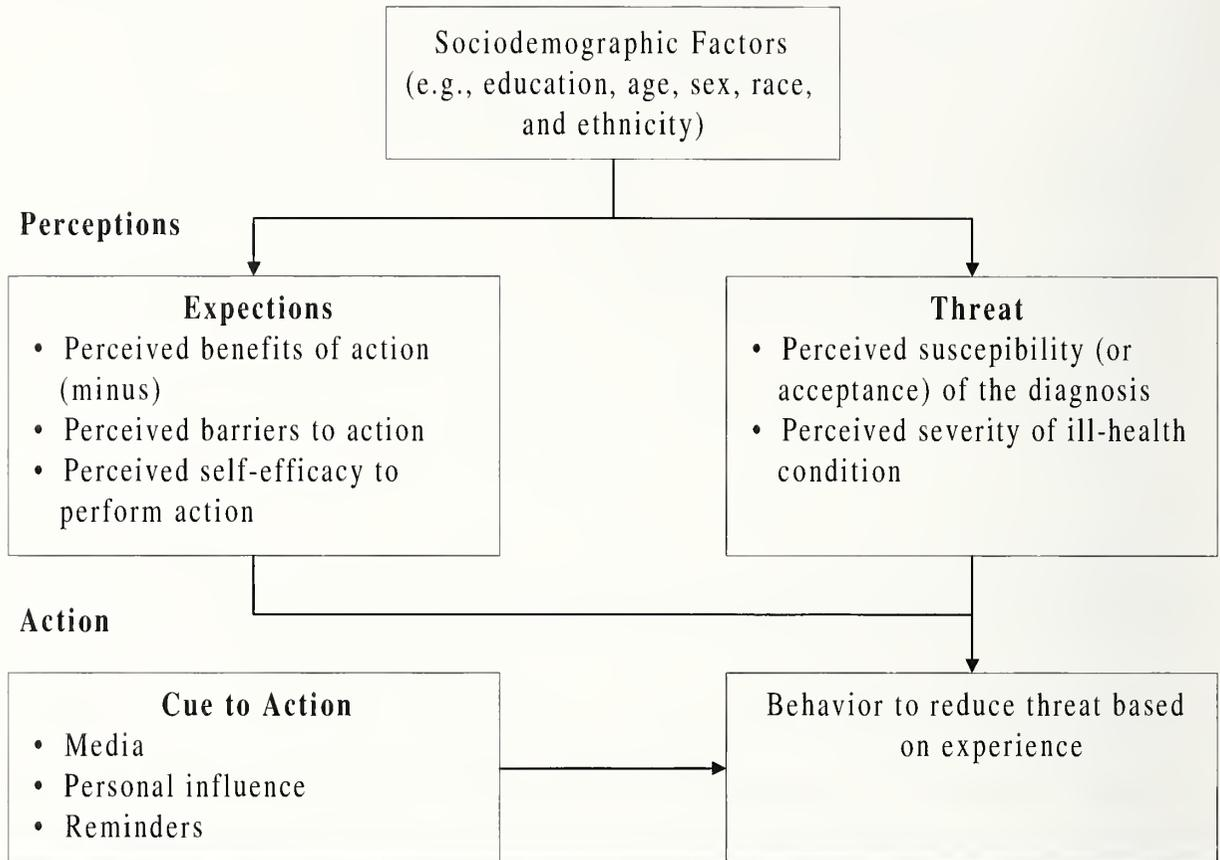 Sociodemographic Factors
(e.g., education, age, sex, race,
and ethnicity)
Perceptions
Expections
• Perceived benefits of action
(minus)
• Perceived barriers to action
• Perceived self-efficacy to
perform action
Threat
• Perceived suscepibility (or
acceptance) of the diagnosis
• Perceived severity of ill-health
condition
Action
Cue to Action
• Media
• Personal influence
• Reminders
Behavior to reduce threat based
on experience